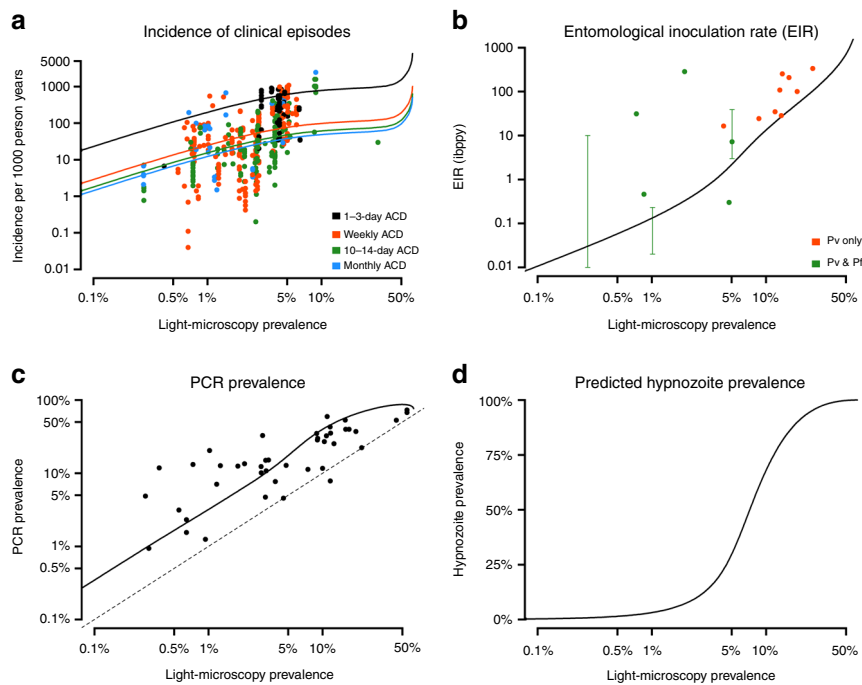 a
Incidence of clinical episodes
Incidence per 1000 person years
5000
1000
100
10
1
0.1
0.01
1–3-day ACD
Weekly ACD
10–14-day ACD
Monthly ACD
0.1%
0.5%
1%
5%
10%
50%
Light-microscopy prevalence
b
Entomological inoculation rate (EIR)
EIR (ibppy)
1000
100
10
1
0.1
0.01
Pv only
Pv & Pf
0.1%
0.5%
1%
5%
10%
50%
Light-microscopy prevalence
c
PCR prevalence
PCR prevalence
100%
50%
10%
5%
1%
0.5%
0.1%
0.1%
0.5%
1%
5%
10%
50%
Light-microscopy prevalence
d
Predicted hypnozoite prevalence
Hypnozoite prevalence
100%
75%
50%
25%
0%
0.1%
0.5%
1%
5%
10%
50%
Light-microscopy prevalence